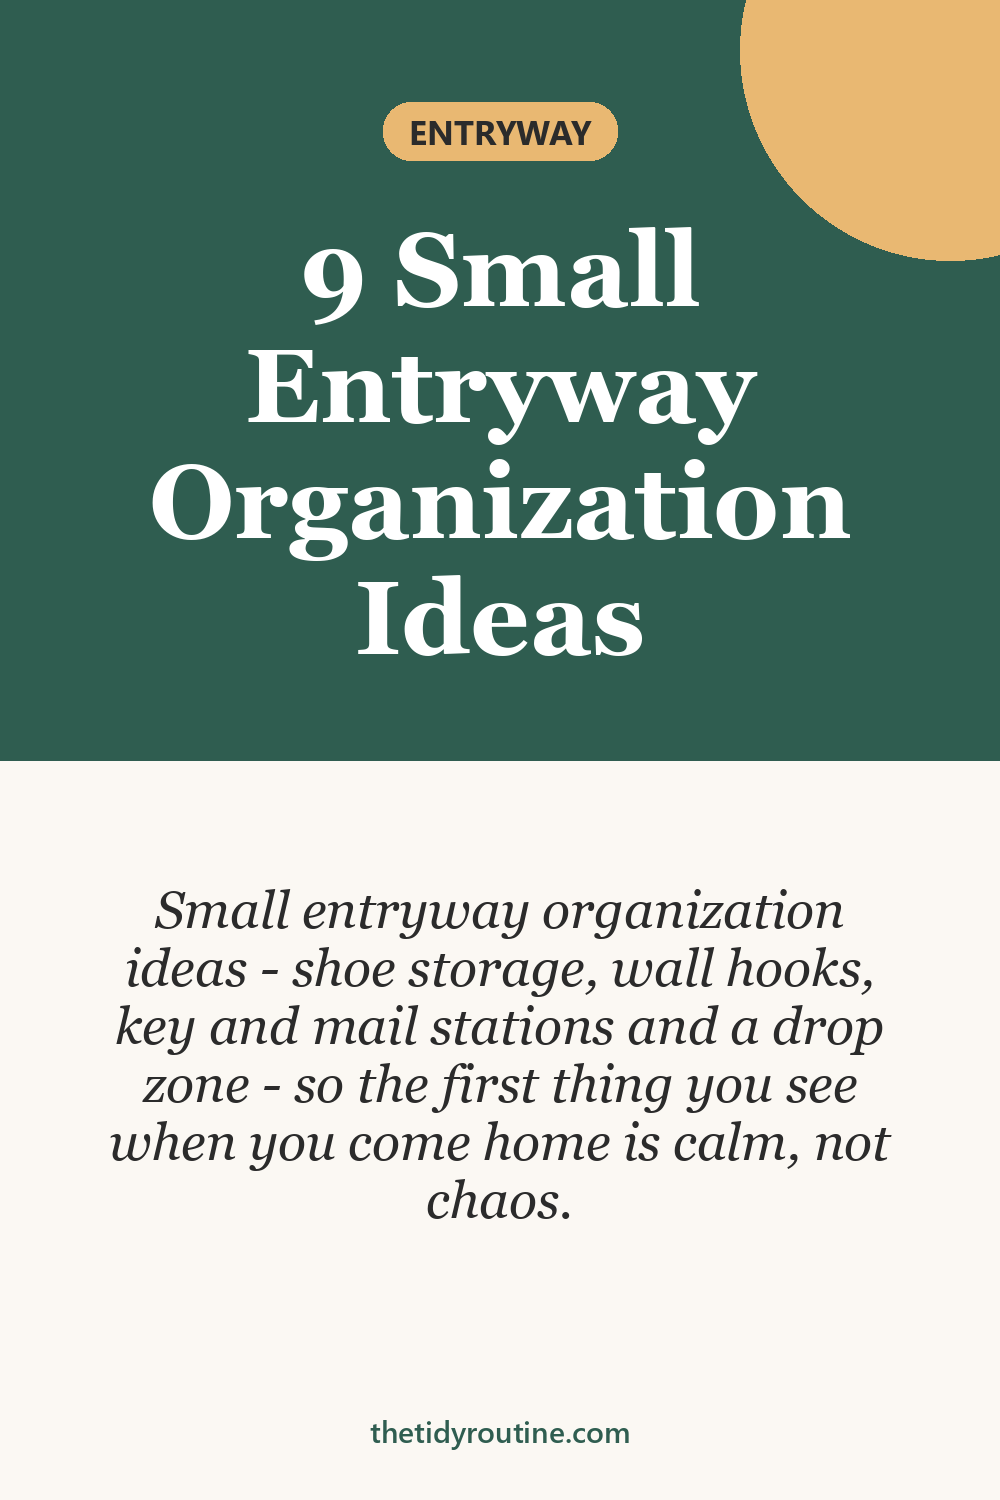 ENTRYWAY
9 Small
Entryway
Organization
Ideas
Small entryway organization
ideas - shoe storage, wall hooks,
key and mail stations and a drop
zone - so the first thing you see
when you come home is calm, not
chaos.
thetidyroutine.com